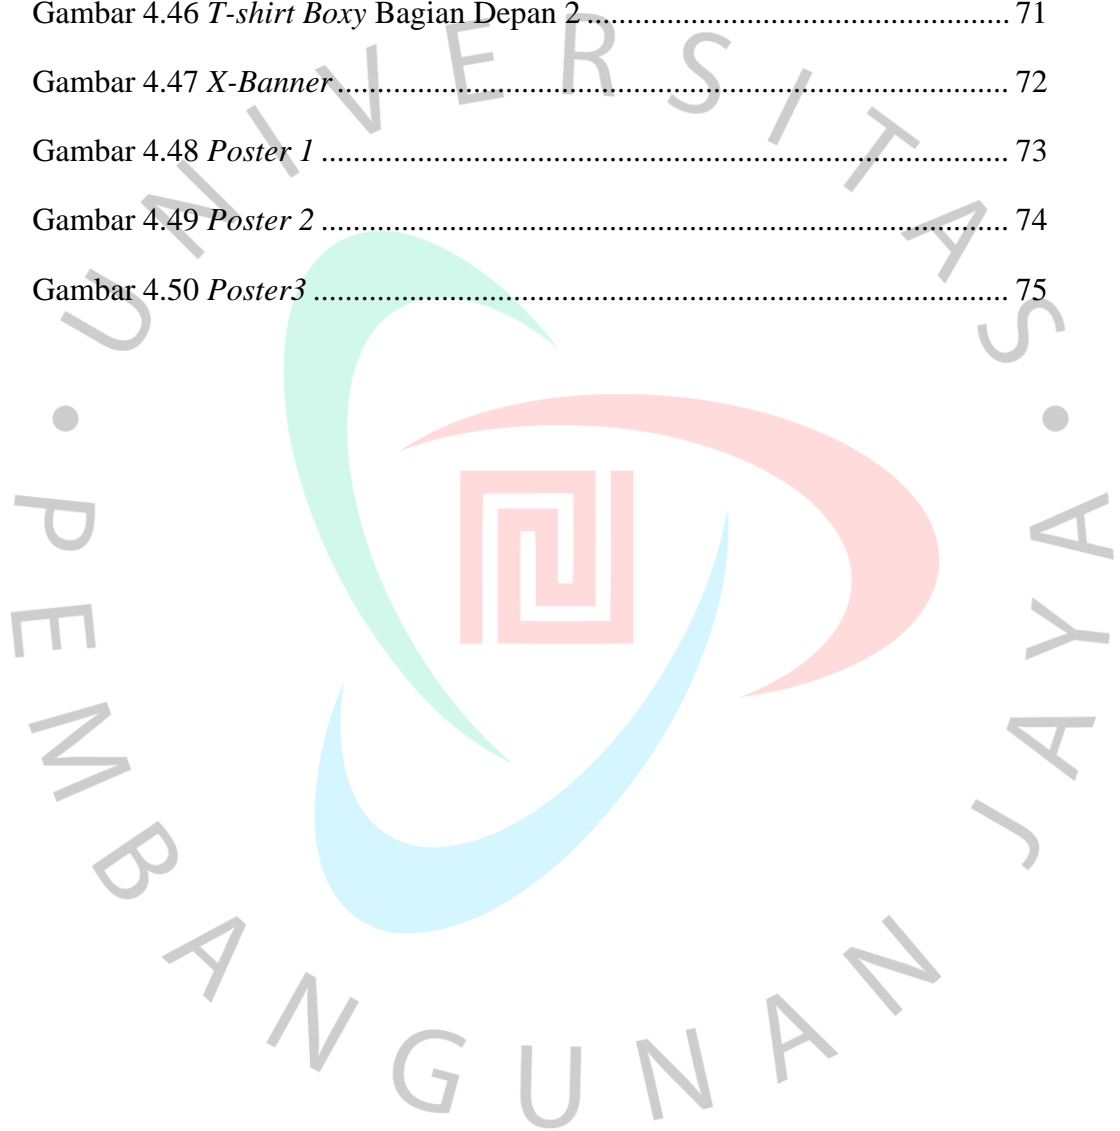 Gambar 4.46 T-shirt Boxy Bagian Depan 2 .................................................... 71
Gambar 4.47 X-Banner .................................................................................... 72
Gambar 4.48 Poster 1 ...................................................................................... 73
Gambar 4.49 Poster 2 ...................................................................................... 74
Gambar 4.50 Poster3 ....................................................................................... 75
UNIVERSITAS • PEMBANGUNAN JAYA •